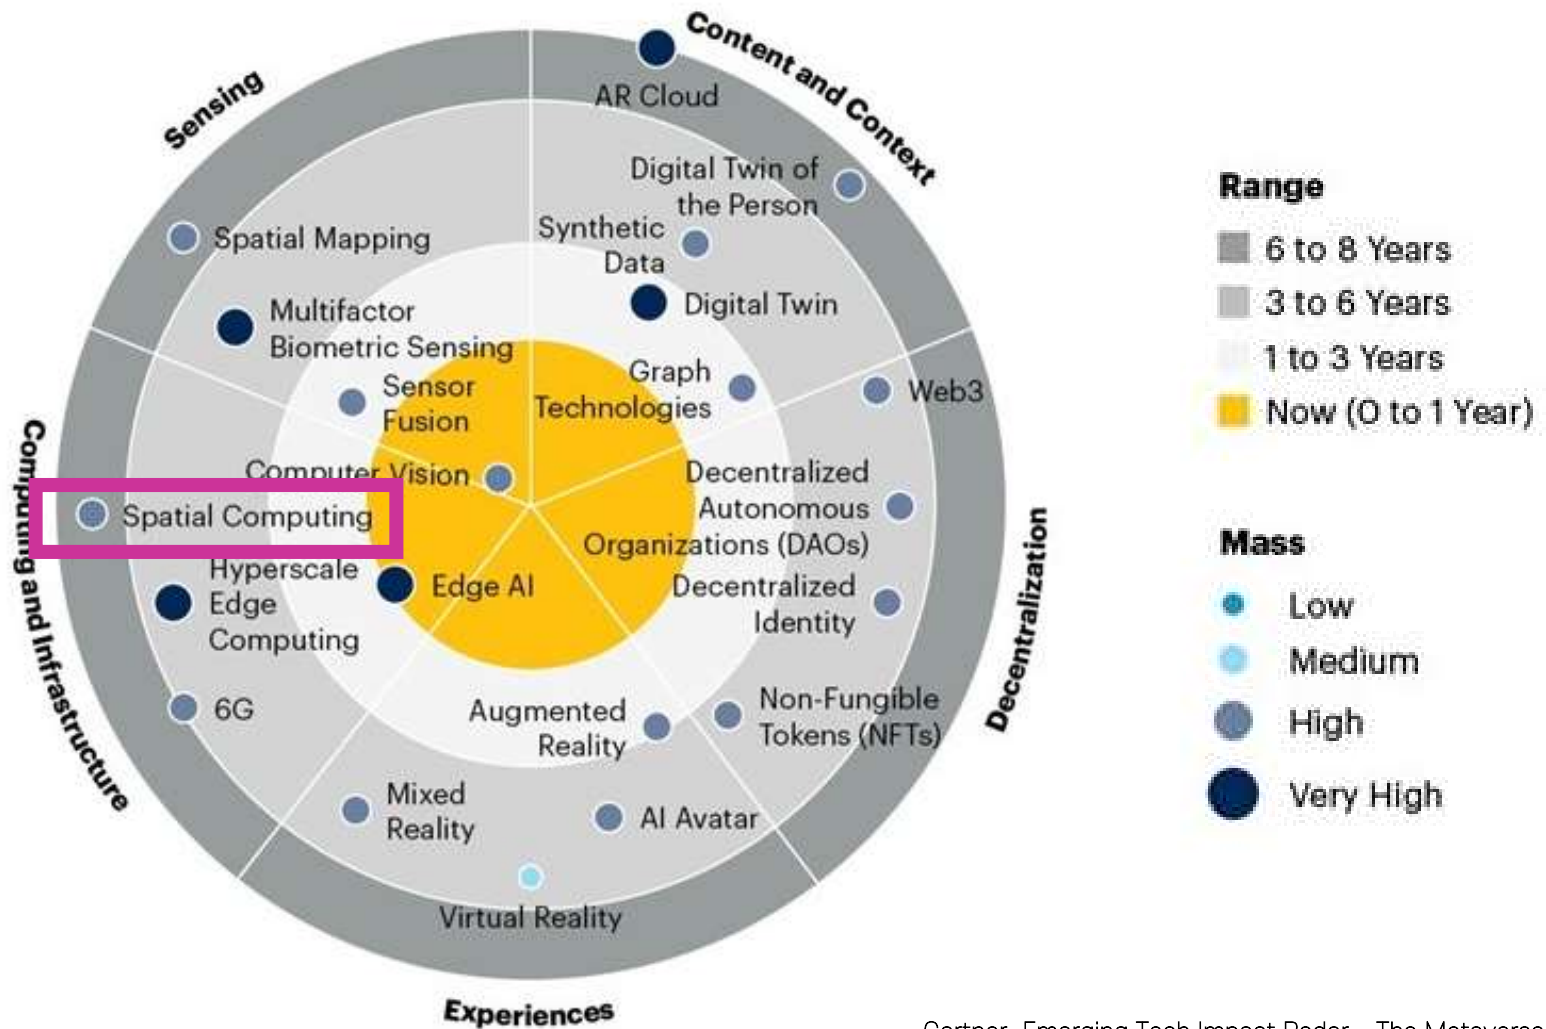 Content and Context
Sensing
AR Cloud
Digital Twin of
the Person
Synthetic
Data
Digital Twin
Spatial Mapping
Multifactor
Biometric Sensing
Sensor
Fusion
Graph
Technologies
Web3
Computer Vision
Decentralized
Autonomous
Organizations (DAOs)
Spatial Computing
Hyperscale
Edge
Computing
Edge AI
Decentralized
Identity
6G
Augmented
Reality
Non-Fungible
Tokens (NFTs)
Mixed
Reality
AI Avatar
Virtual Reality
Computing and Infrastructure
Decentralization
Experiences
Range
6 to 8 Years
3 to 6 Years
1 to 3 Years
Now (0 to 1 Year)
Mass
Low
Medium
High
Very High